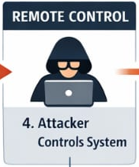 REMOTE CONTROL
4. Attacker
Controls System